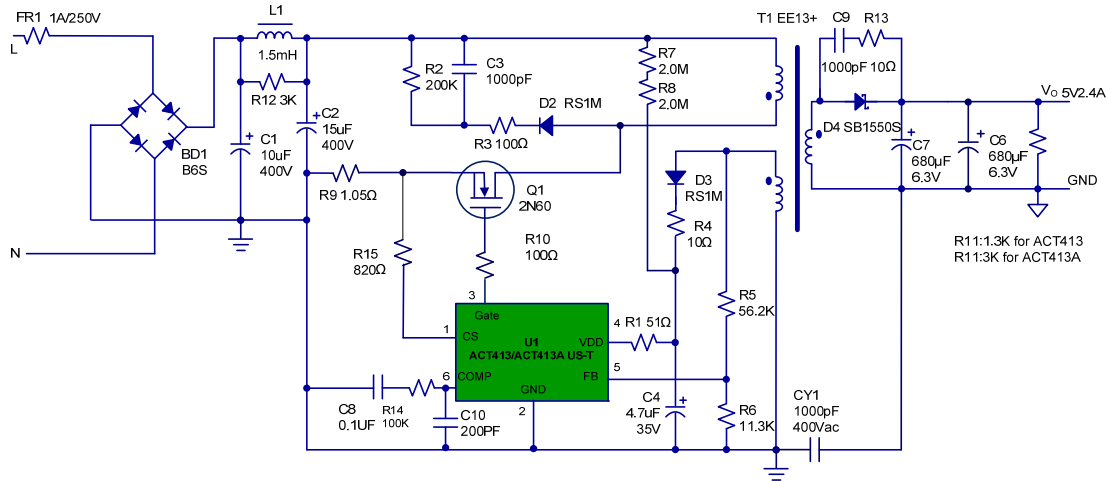 FR1 1A/250V
L
L1
1.5mH
R12 3K
BD1
B6S
N
C1
10uF
400V
C2
15uF
400V
R2
200K
C3
1000pF
R3 100Ω
D2 RS1M
R7
2.0M
R8
2.0M
T1 EE13+
C9
R13
1000pF 10Ω
D4 SB1550S
VO 5V2.4A
C7
680µF
6.3V
C6
680µF
6.3V
GND
R11:1.3K for ACT413
R11:3K for ACT413A
R9 1.05Ω
Q1
2N60
D3
RS1M
R4
10Ω
R15
820Ω
R10
100Ω
3
Gate
1
CS
U1
ACT413/ACT413A US-T
VDD
4
R1 51Ω
6
COMP
FB
5
GND
2
R5
56.2K
C8
0.1UF
R14
100K
C10
200PF
C4
4.7uF
35V
R6
11.3K
CY1
1000pF
400Vac